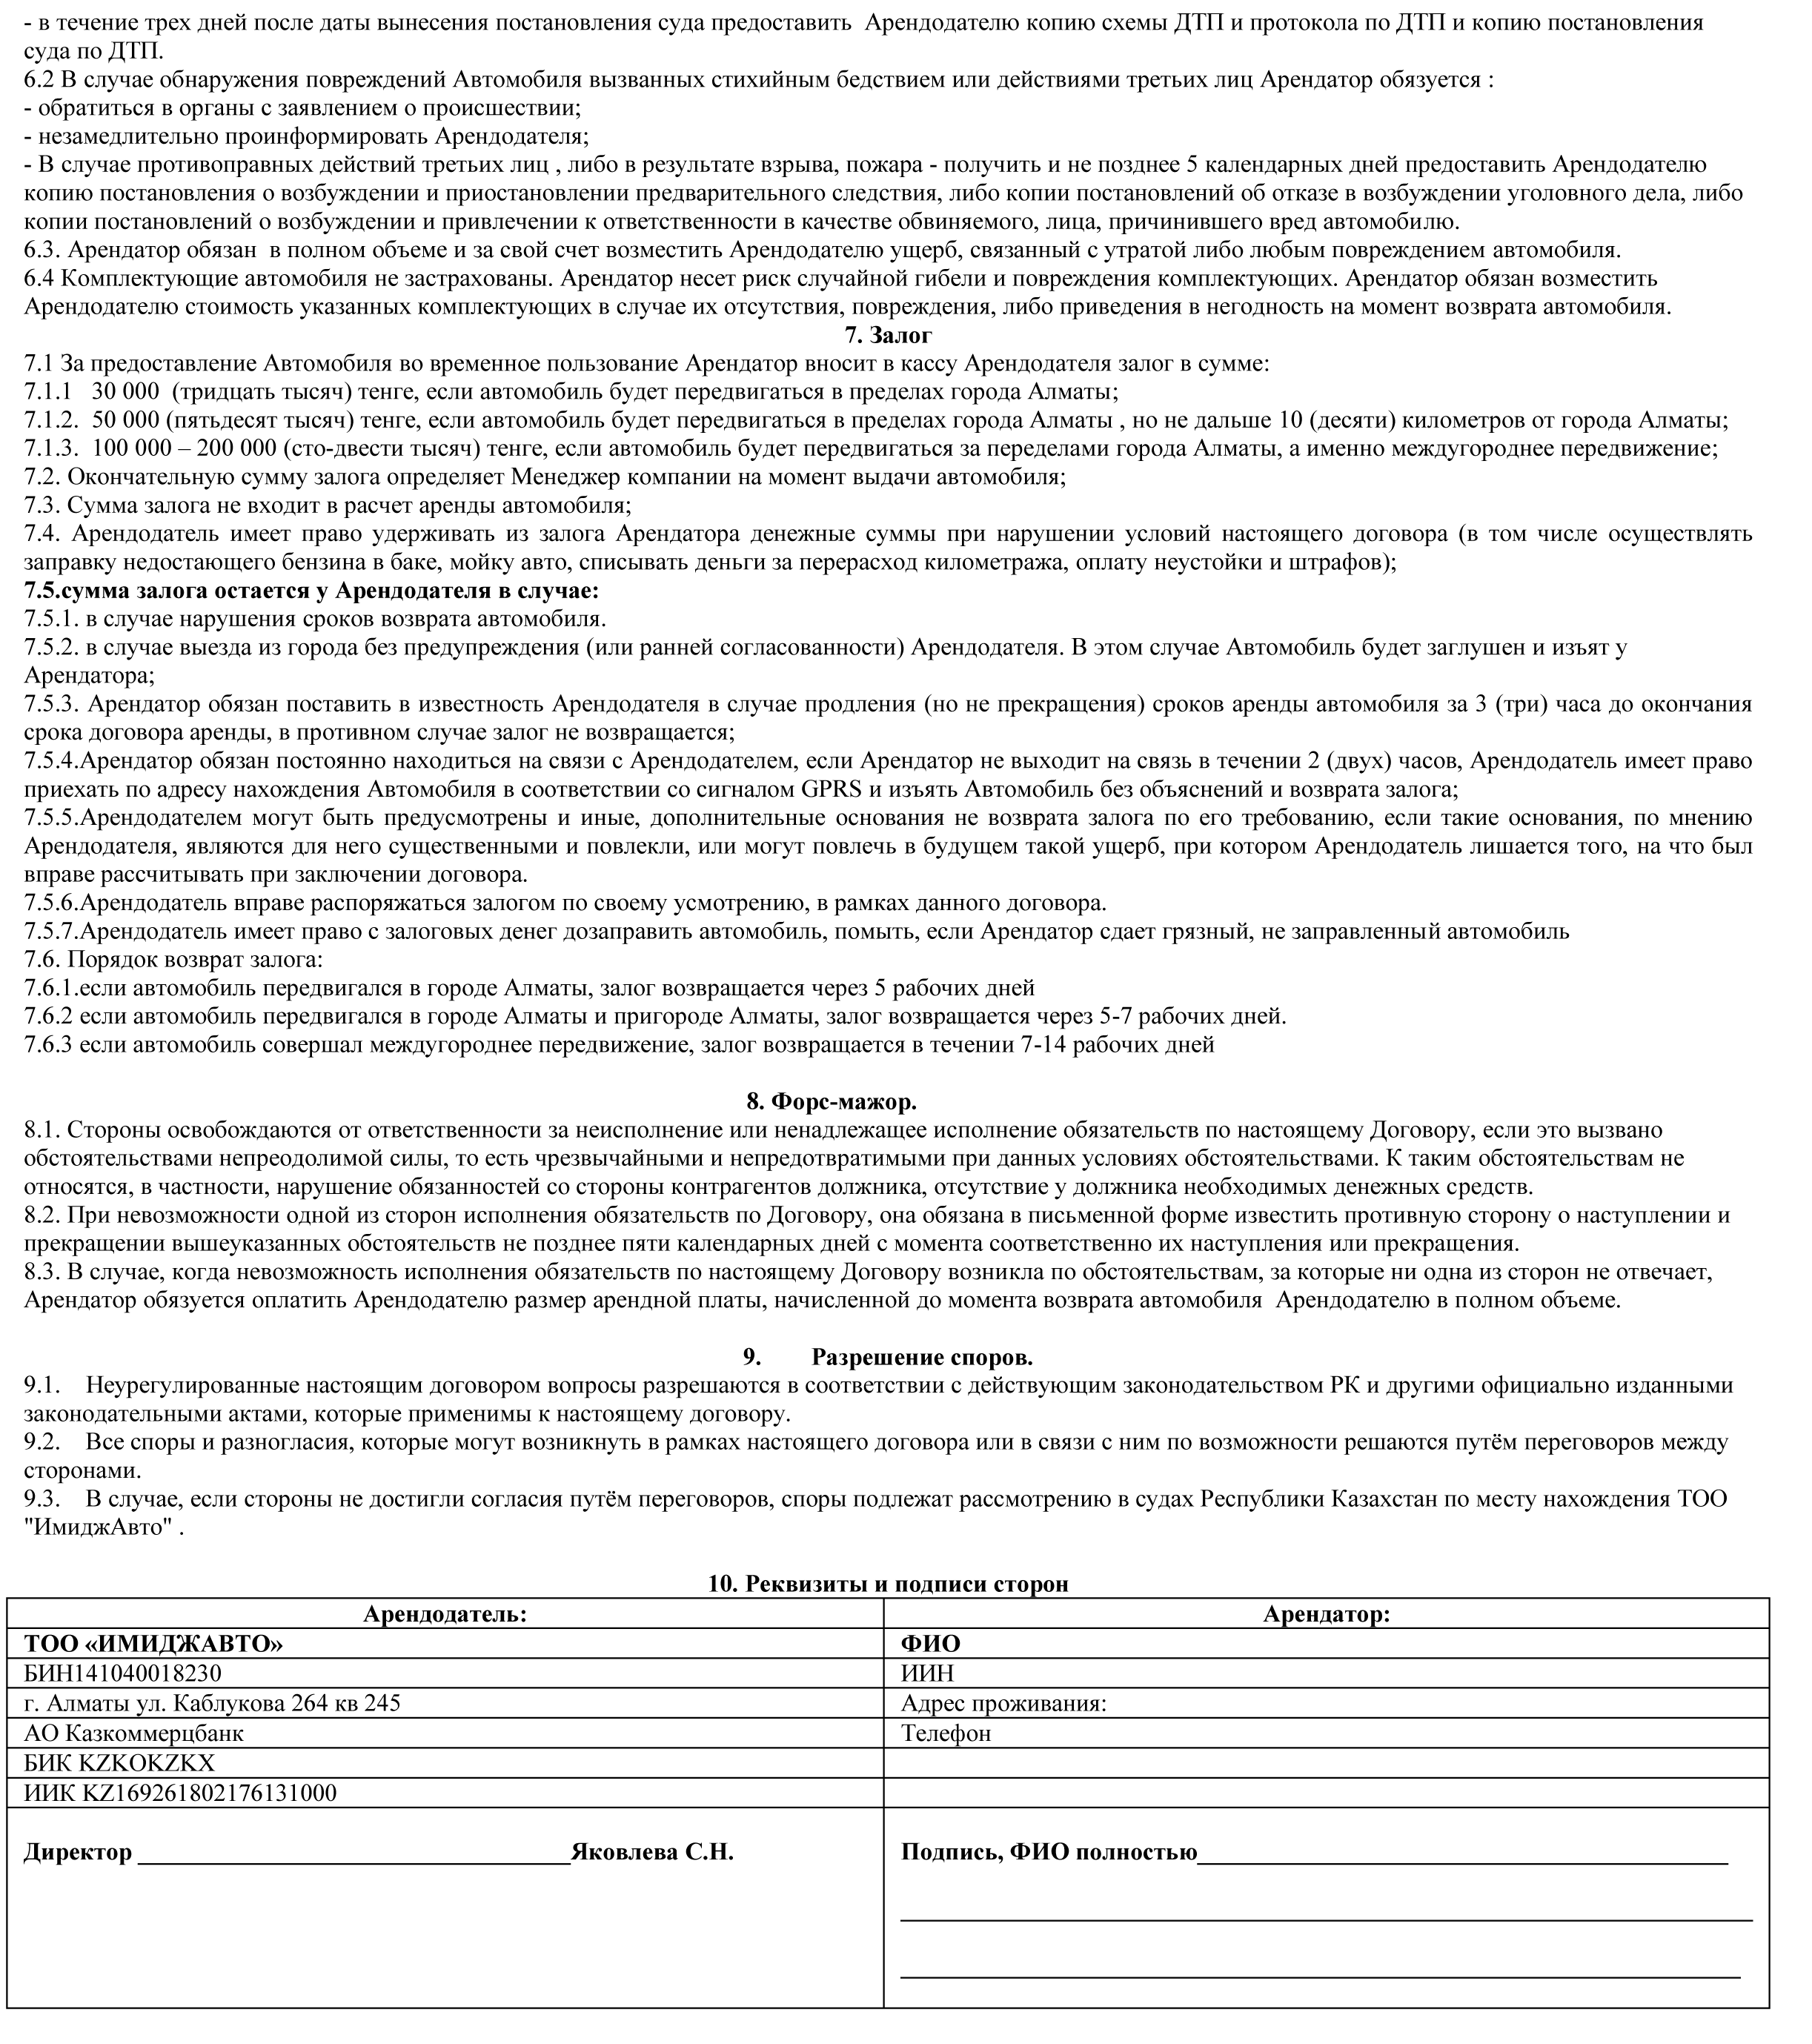 - в течение трех дней после даты вынесения постановления суда предоставить  Арендодателю копию схемы ДТП и протокола по ДТП и копию постановления
суда по ДТП.
6.2 В случае обнаружения повреждений Автомобиля вызванных стихийным бедствием или действиями третьих лиц Арендатор обязуется :
- обратиться в органы с заявлением о происшествии;
- незамедлительно проинформировать Арендодателя;
- В случае противоправных действий третьих лиц , либо в результате взрыва, пожара - получить и не позднее 5 календарных дней предоставить Арендодателю
копию постановления о возбуждении и приостановлении предварительного следствия, либо копии постановлений об отказе в возбуждении уголовного дела, либо
копии постановлений о возбуждении и привлечении к ответственности в качестве обвиняемого, лица, причинившего вред автомобилю.
6.3. Арендатор обязан  в полном объеме и за свой счет возместить Арендодателю ущерб, связанный с утратой либо любым повреждением автомобиля.
6.4 Комплектующие автомобиля не застрахованы. Арендатор несет риск случайной гибели и повреждения комплектующих. Арендатор обязан возместить
Арендодателю стоимость указанных комплектующих в случае их отсутствия, повреждения, либо приведения в негодность на момент возврата автомобиля.
7. Залог
7.1 За предоставление Автомобиля во временное пользование Арендатор вносит в кассу Арендодателя залог в сумме:
7.1.1   30 000  (тридцать тысяч) тенге, если автомобиль будет передвигаться в пределах города Алматы;
7.1.2.  50 000 (пятьдесят тысяч) тенге, если автомобиль будет передвигаться в пределах города Алматы , но не дальше 10 (десяти) километров от города Алматы;
7.1.3.  100 000 – 200 000 (сто-двести тысяч) тенге, если автомобиль будет передвигаться за переделами города Алматы, а именно междугороднее передвижение;
7.2. Окончательную сумму залога определяет Менеджер компании на момент выдачи автомобиля;
7.3. Сумма залога не входит в расчет аренды автомобиля;
7.4. Арендодатель имеет право удерживать из залога Арендатора денежные суммы при нарушении условий настоящего договора (в том числе осуществлять
заправку недостающего бензина в баке, мойку авто, списывать деньги за перерасход километража, оплату неустойки и штрафов);
7.5.сумма залога остается у Арендодателя в случае:
7.5.1. в случае нарушения сроков возврата автомобиля.
7.5.2. в случае выезда из города без предупреждения (или ранней согласованности) Арендодателя. В этом случае Автомобиль будет заглушен и изъят у
Арендатора;
7.5.3. Арендатор обязан поставить в известность Арендодателя в случае продления (но не прекращения) сроков аренды автомобиля за 3 (три) часа до окончания
срока договора аренды, в противном случае залог не возвращается;
7.5.4.Арендатор обязан постоянно находиться на связи с Арендодателем, если Арендатор не выходит на связь в течении 2 (двух) часов, Арендодатель имеет право
приехать по адресу нахождения Автомобиля в соответствии со сигналом GPRS и изъять Автомобиль без объяснений и возврата залога;
7.5.5.Арендодателем могут быть предусмотрены и иные, дополнительные основания не возврата залога по его требованию, если такие основания, по мнению
Арендодателя, являются для него существенными и повлекли, или могут повлечь в будущем такой ущерб, при котором Арендодатель лишается того, на что был
вправе рассчитывать при заключении договора.
7.5.6.Арендодатель вправе распоряжаться залогом по своему усмотрению, в рамках данного договора.
7.5.7.Арендодатель имеет право с залоговых денег дозаправить автомобиль, помыть, если Арендатор сдает грязный, не заправленный автомобиль
7.6. Порядок возврат залога:
7.6.1.если автомобиль передвигался в городе Алматы, залог возвращается через 5 рабочих дней
7.6.2 если автомобиль передвигался в городе Алматы и пригороде Алматы, залог возвращается через 5-7 рабочих дней.
7.6.3 если автомобиль совершал междугороднее передвижение, залог возвращается в течении 7-14 рабочих дней
8. Форс-мажор.
8.1. Стороны освобождаются от ответственности за неисполнение или ненадлежащее исполнение обязательств по настоящему Договору, если это вызвано
обстоятельствами непреодолимой силы, то есть чрезвычайными и непредотвратимыми при данных условиях обстоятельствами. К таким обстоятельствам не
относятся, в частности, нарушение обязанностей со стороны контрагентов должника, отсутствие у должника необходимых денежных средств.
8.2. При невозможности одной из сторон исполнения обязательств по Договору, она обязана в письменной форме известить противную сторону о наступлении и
прекращении вышеуказанных обстоятельств не позднее пяти календарных дней с момента соответственно их наступления или прекращения.
8.3. В случае, когда невозможность исполнения обязательств по настоящему Договору возникла по обстоятельствам, за которые ни одна из сторон не отвечает,
Арендатор обязуется оплатить Арендодателю размер арендной платы, начисленной до момента возврата автомобиля  Арендодателю в полном объеме.
9. Разрешение споров.
9.1. Неурегулированные настоящим договором вопросы разрешаются в соответствии с действующим законодательством РК и другими официально изданными
законодательными актами, которые применимы к настоящему договору.
9.2. Все споры и разногласия, которые могут возникнуть в рамках настоящего договора или в связи с ним по возможности решаются путём переговоров между
сторонами.
9.3. В случае, если стороны не достигли согласия путём переговоров, споры подлежат рассмотрению в судах Республики Казахстан по месту нахождения ТОО
"ИмиджАвто" .
10. Реквизиты и подписи сторон
Арендодатель: Арендатор:
ТОО «ИМИДЖАВТО» ФИО
БИН141040018230 ИИН
г. Алматы ул. Каблукова 264 кв 245 Адрес проживания:
АО Казкоммерцбанк Телефон
БИК KZKOKZKX
ИИК KZ169261802176131000
Директор ____________________Яковлева С.Н. Подпись, ФИО полностью____________________